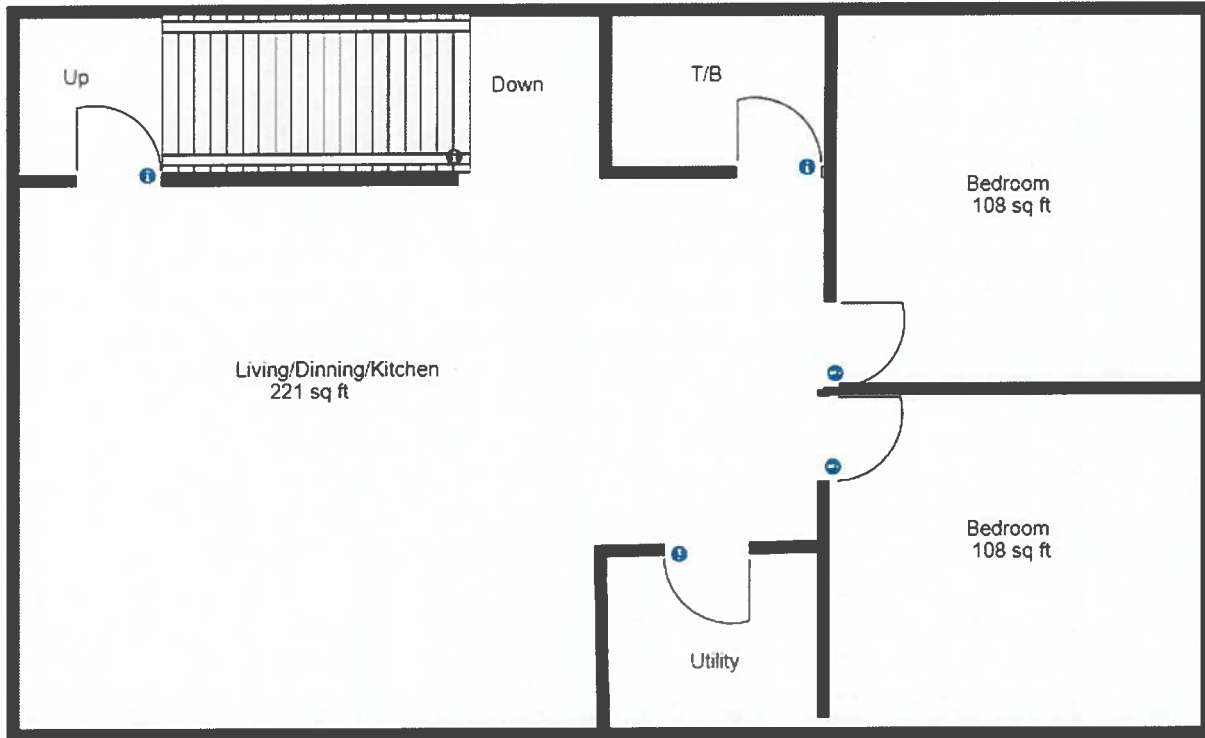 Up
Down
T/B
Bedroom
108 sq ft
Living/Dinning/Kitchen
221 sq ft
Bedroom
108 sq ft
Utility